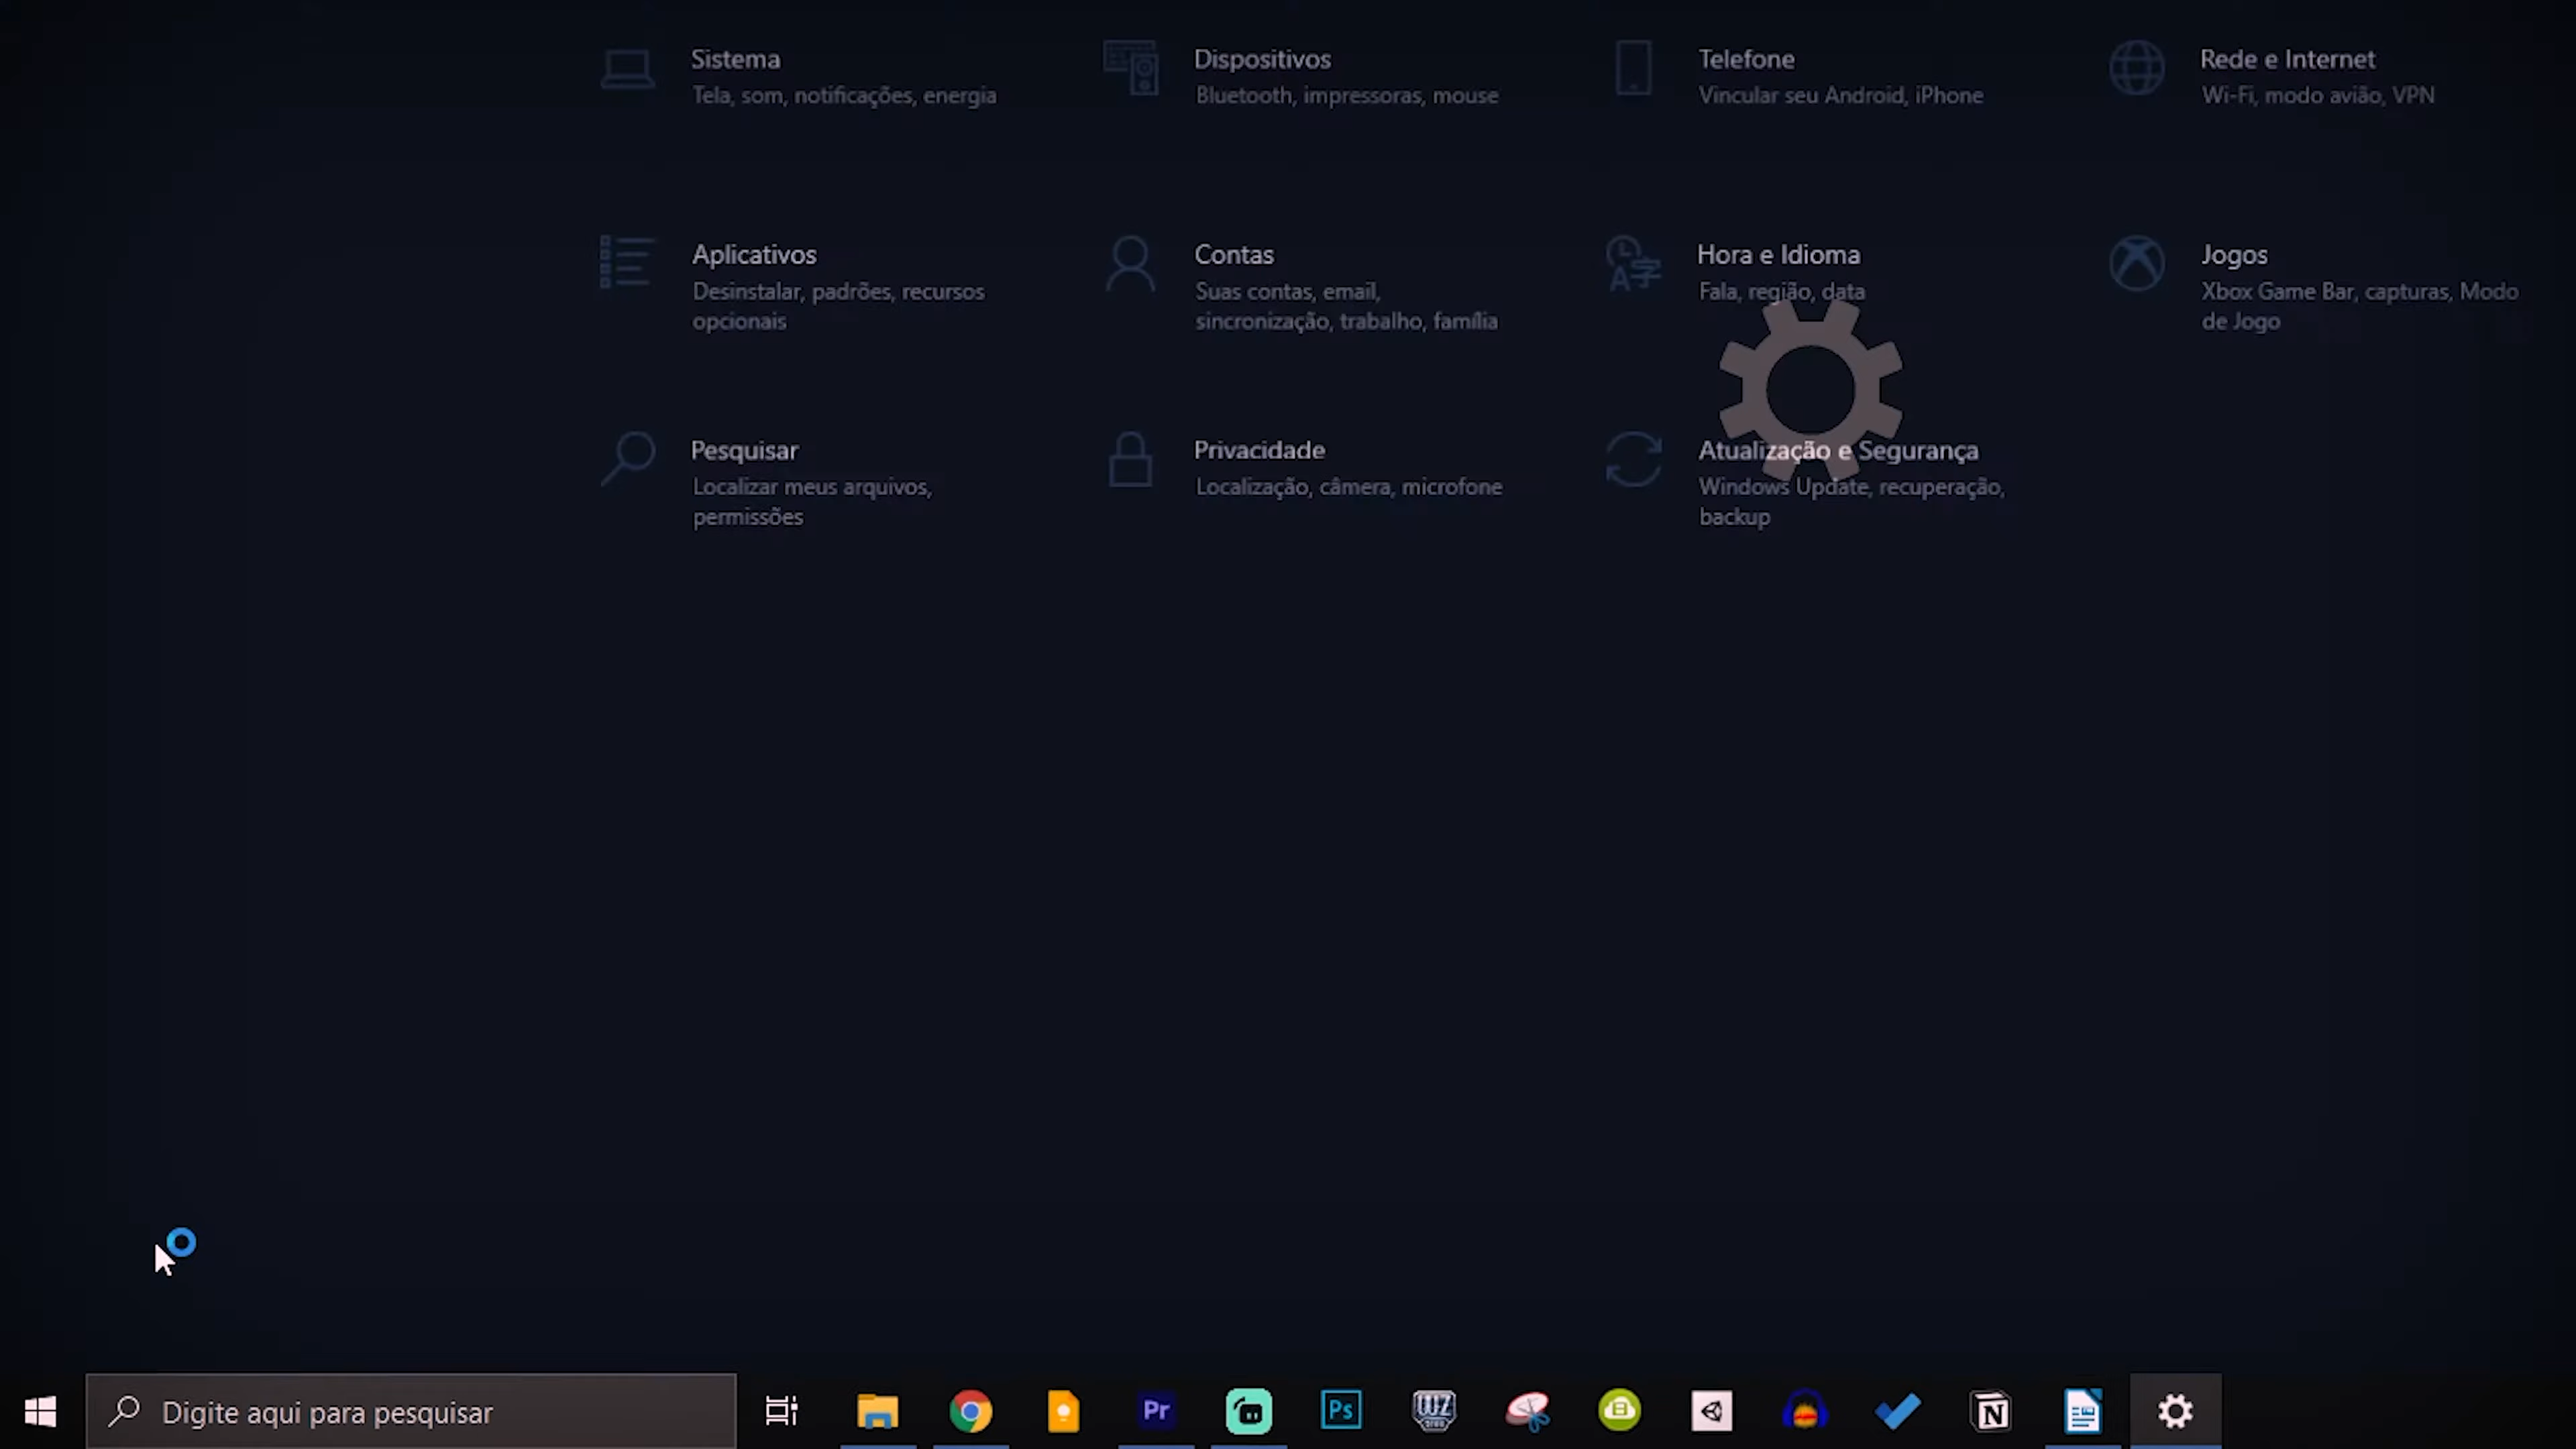 Sistema
Tela, som, notificações, energia
Dispositivos
Bluetooth, impressoras, mouse
Telefone
Vincular seu Android, iPhone
Rede e Internet
Wi-Fi, modo avião, VPN
Aplicativos
Desinstalar, padrões, recursos
opcionais
Contas
Suas contas, email,
sincronização, trabalho, família
Hora e Idioma
Fala, região, data
Jogos
Xbox Game Bar, capturas, Modo
de Jogo
Pesquisar
Localizar meus arquivos,
permissões
Privacidade
Localização, câmera, microfone
Atualização e Segurança
Windows Update, recuperação,
backup
Digite aqui para pesquisar
Pr
Ps
WZ
N